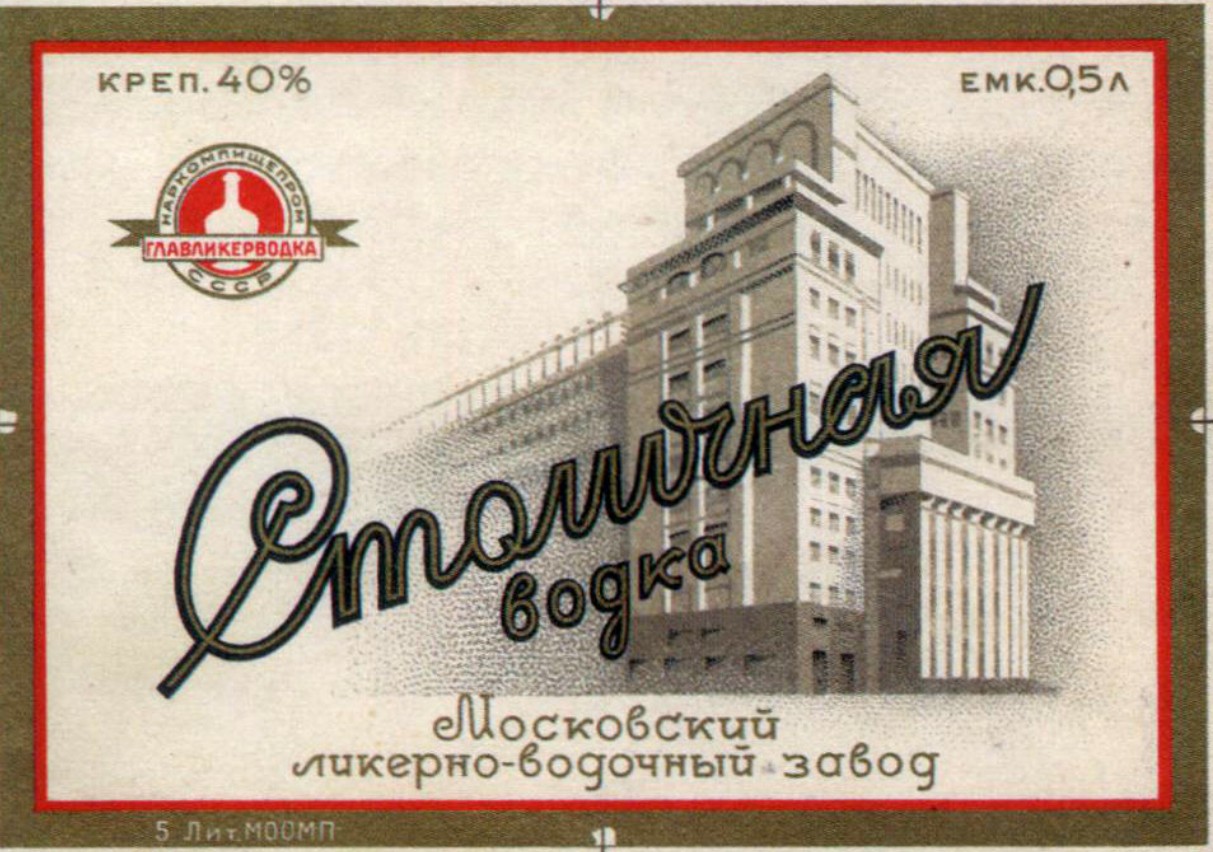 КРЕП. 40%
ЕМК. 0,5 Л
НАРКОМПИЩЕПРОМ
ГЛАВЛИКЕРВОДКА
СССР
Столичная
водка
Московский
ликерно-водочный завод
5 Лит. МООМП